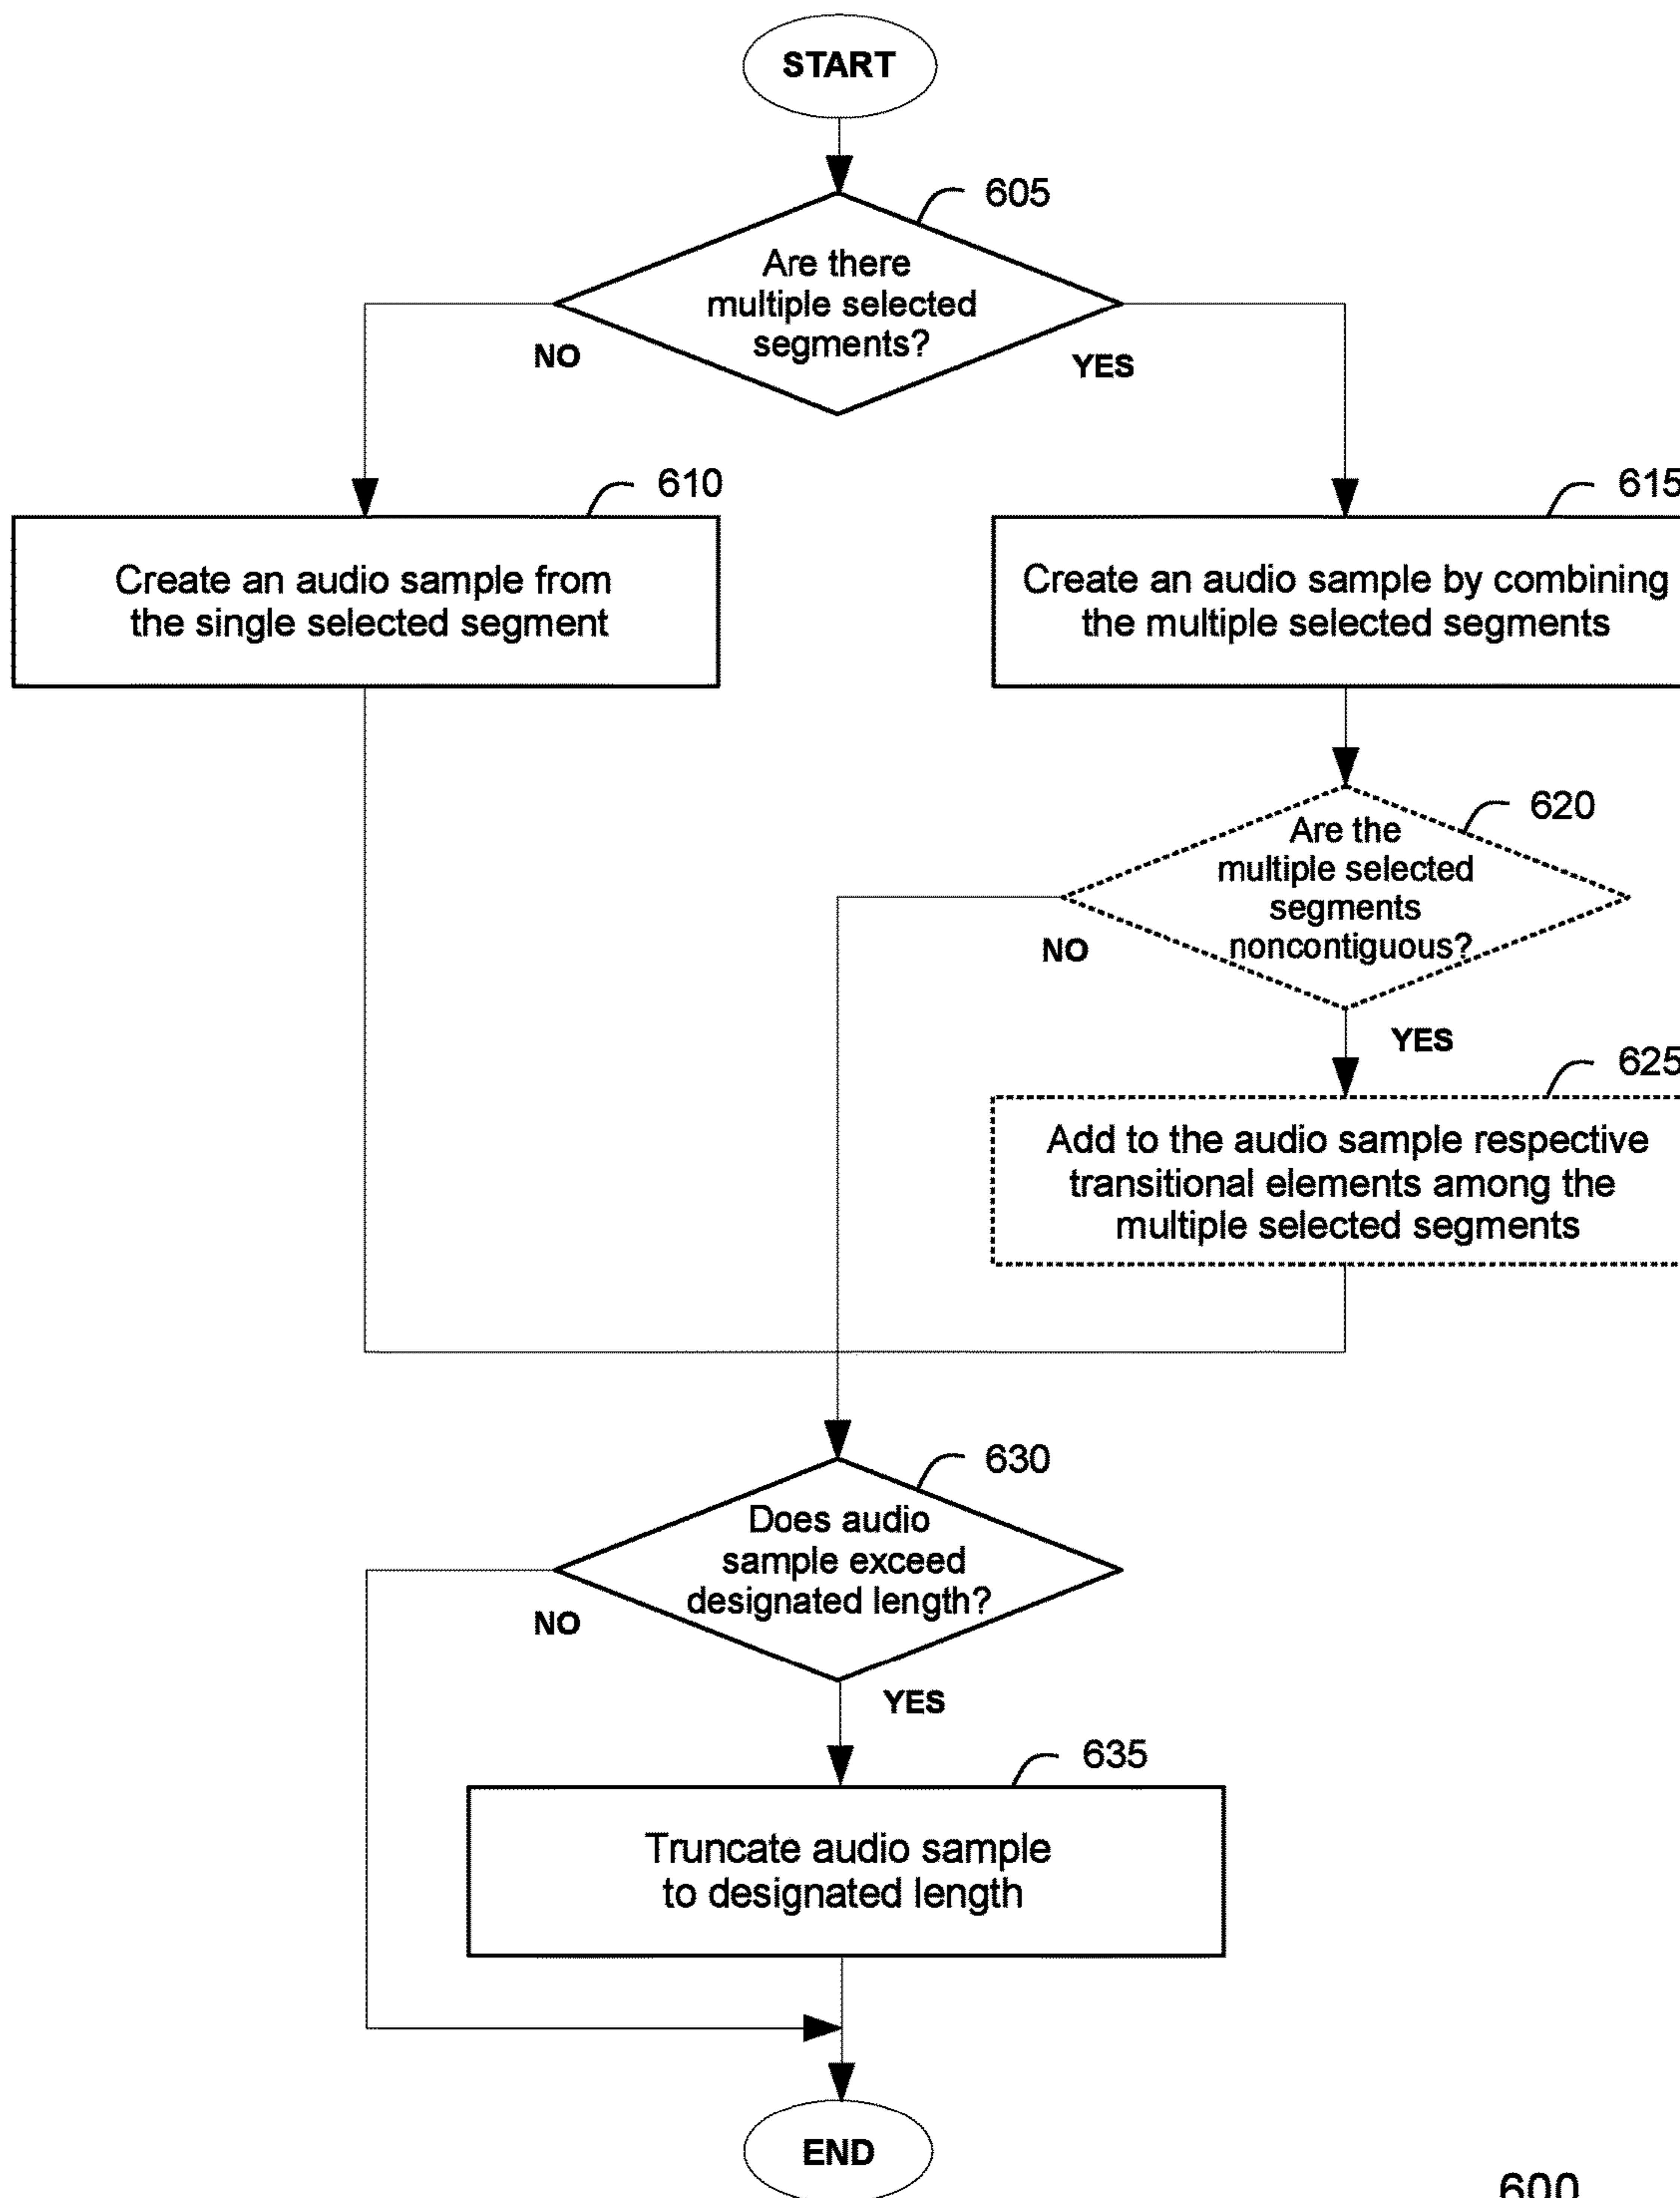 START
605
Are there
multiple selected
segments?
NO
YES
610
615
Create an audio sample from
the single selected segment
Create an audio sample by combining
the multiple selected segments
620
Are the
multiple selected
segments
noncontiguous?
NO
YES
625
Add to the audio sample respective
transitional elements among the
multiple selected segments
630
Does audio
sample exceed
designated length?
NO
YES
635
Truncate audio sample
to designated length
END
600